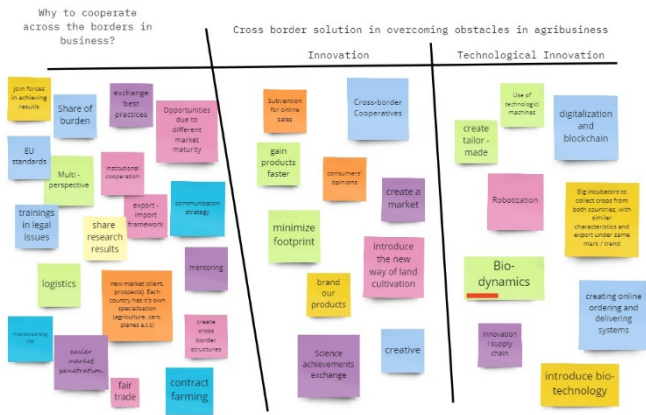 Why to cooperate
across the borders in
business?
Cross border solution in overcoming obstacles in agribusiness
Innovation
Technological Innovation
join forces
in achieving
results
Share of
burden
exchange
best
practices
Opportunities
due to
different
market
maturity
EU
standards
Multi-
perspective
institutional
cooperation
trainings
in legal
issues
share
research
results
export -
import
framework
communication
strategy
logistics
new market (client,
prospects). Each
country has it's own
specialisation
(agriculture, cars,
planes e.t.c)
mentoring
easier
market
penetration
create
cross
border
structures
fair
trade
contract
farming
Subvention
for online
sales
Cross-border
Cooperatives
gain
products
faster
consumers'
opinions
create a
market
minimize
footprint
introduce the
new way of land
cultivation
brand
our
products
Science
achievements
exchange
creative
Use of
technologicl
machines
create
tailor -
made
digitalization
and
blockchain
Robotization
Big incubators to
collect crops from
both countries, with
similar
characteristics and
export under same
mark / trend
Bio-
dynamics
creating online
ordering and
delivering
systems
innovation
i supply
chain
introduce bio-
technology